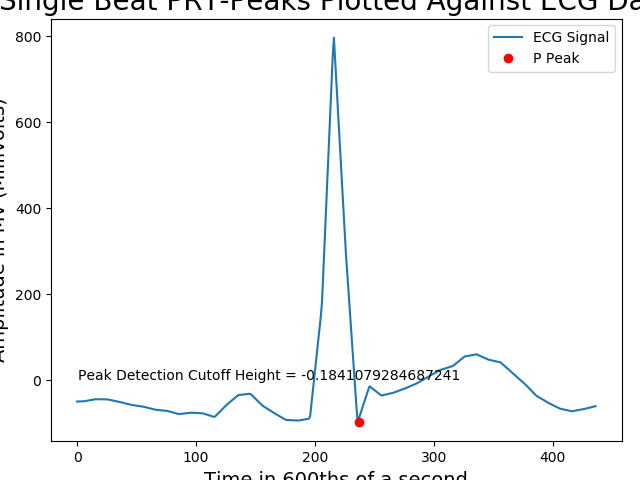 Single Beat PRT-Peaks Plotted Against ECG Da
ECG Signal
P Peak
800
600
400
200
0
Amplitude in MV (Millivolts)
Peak Detection Cutoff Height = -0.1841079284687241
0 100 200 300 400
Time in 600ths of a second